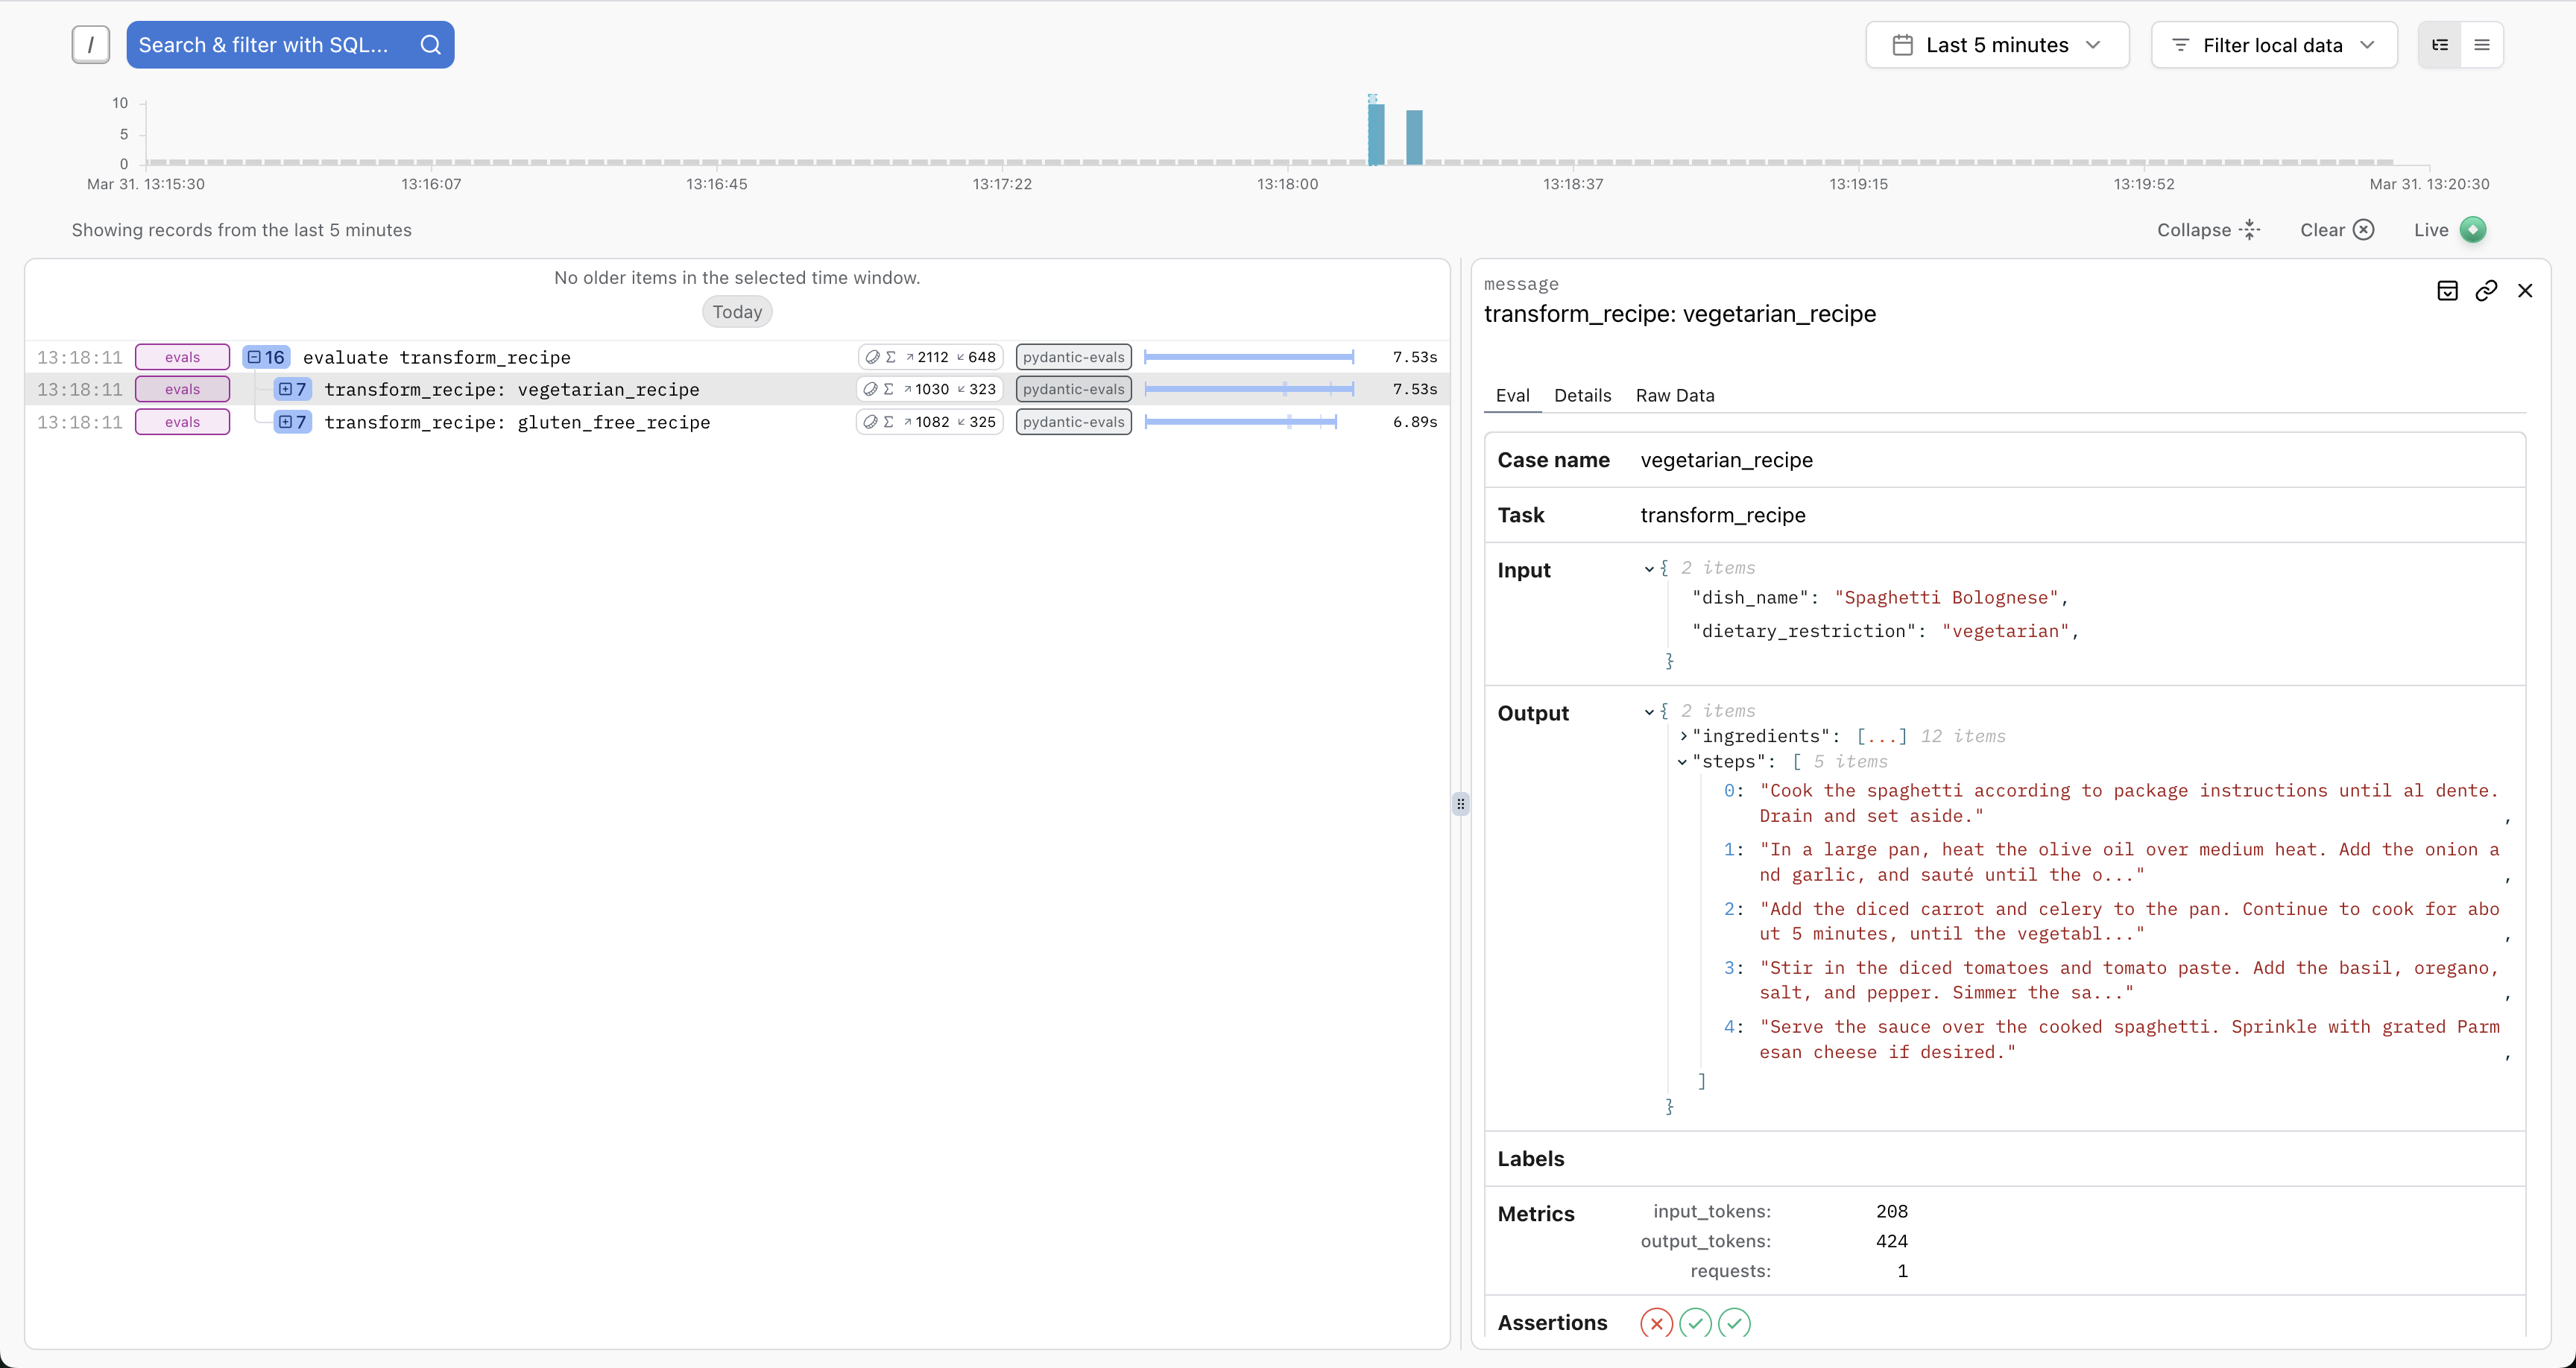 / Search & filter with SQL... Last 5 minutes Filter local data
10
5
0
Mar 31. 13:15:30 13:16:07 13:16:45 13:17:22 13:18:00 13:18:37 13:19:15 13:19:52 Mar 31. 13:20:30
Showing records from the last 5 minutes Collapse Clear Live
No older items in the selected time window.
Today
13:18:11 evals 16 evaluate transform_recipe Σ 2112 648 pydantic-evals 7.53s
13:18:11 evals 7 transform_recipe: vegetarian_recipe Σ 1030 323 pydantic-evals 7.53s
13:18:11 evals 7 transform_recipe: gluten_free_recipe Σ 1082 325 pydantic-evals 6.89s
message
transform_recipe: vegetarian_recipe
Eval Details Raw Data
Case name vegetarian_recipe
Task transform_recipe
Input { 2 items
"dish_name": "Spaghetti Bolognese",
"dietary_restriction": "vegetarian",
}
Output { 2 items
"ingredients": [...] 12 items
"steps": [ 5 items
0: "Cook the spaghetti according to package instructions until al dente.
Drain and set aside." ,
1: "In a large pan, heat the olive oil over medium heat. Add the onion a
nd garlic, and sauté until the o..." ,
2: "Add the diced carrot and celery to the pan. Continue to cook for abo
ut 5 minutes, until the vegetabl..." ,
3: "Stir in the diced tomatoes and tomato paste. Add the basil, oregano,
salt, and pepper. Simmer the sa..." ,
4: "Serve the sauce over the cooked spaghetti. Sprinkle with grated Parm
esan cheese if desired." ,
]
}
Labels
Metrics input_tokens: 208
output_tokens: 424
requests: 1
Assertions